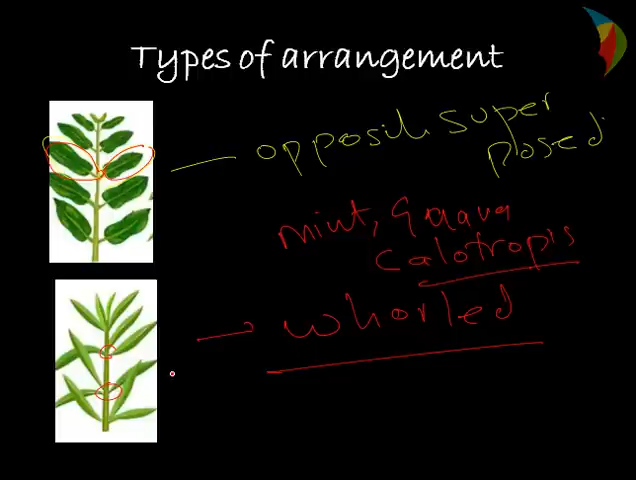 Types of arrangement
opposite super
posed
mint, guava
calotropis
whorled